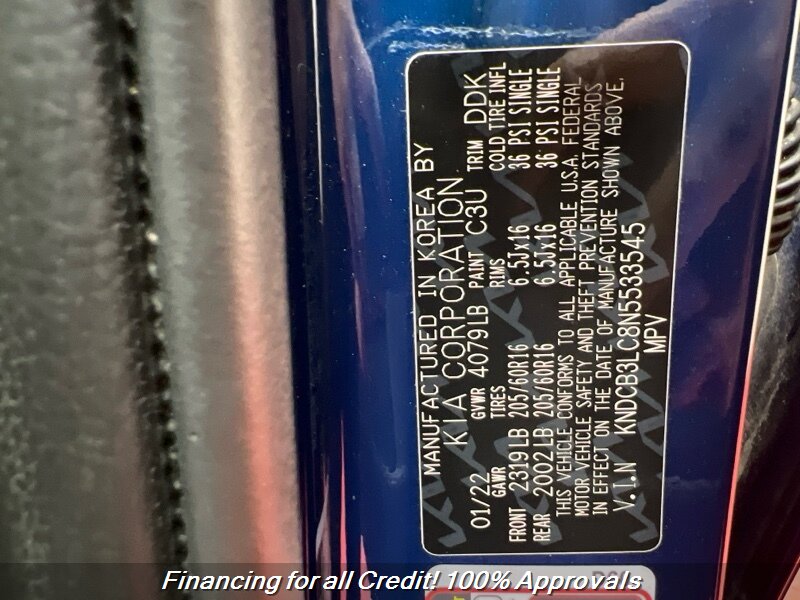 MANUFACTURED IN KOREA BY
KIA CORPORATION
01/22 GVWR 4079LB PAINT C3U TRIM DDK
GAWR TIRES RIMS COLD TIRE INFL
FRONT 2319LB 205/60R16 6.5Jx16 36 PSI SINGLE
REAR 2002LB 205/60R16 6.5Jx16 36 PSI SINGLE
THIS VEHICLE CONFORMS TO ALL APPLICABLE U.S.A. FEDERAL
MOTOR VEHICLE SAFETY AND THEFT PREVENTION STANDARDS
IN EFFECT ON THE DATE OF MANUFACTURE SHOWN ABOVE.
V.I.N KNDCB3LC8N5533545
MPV
Financing for all Credit! 100% Approvals